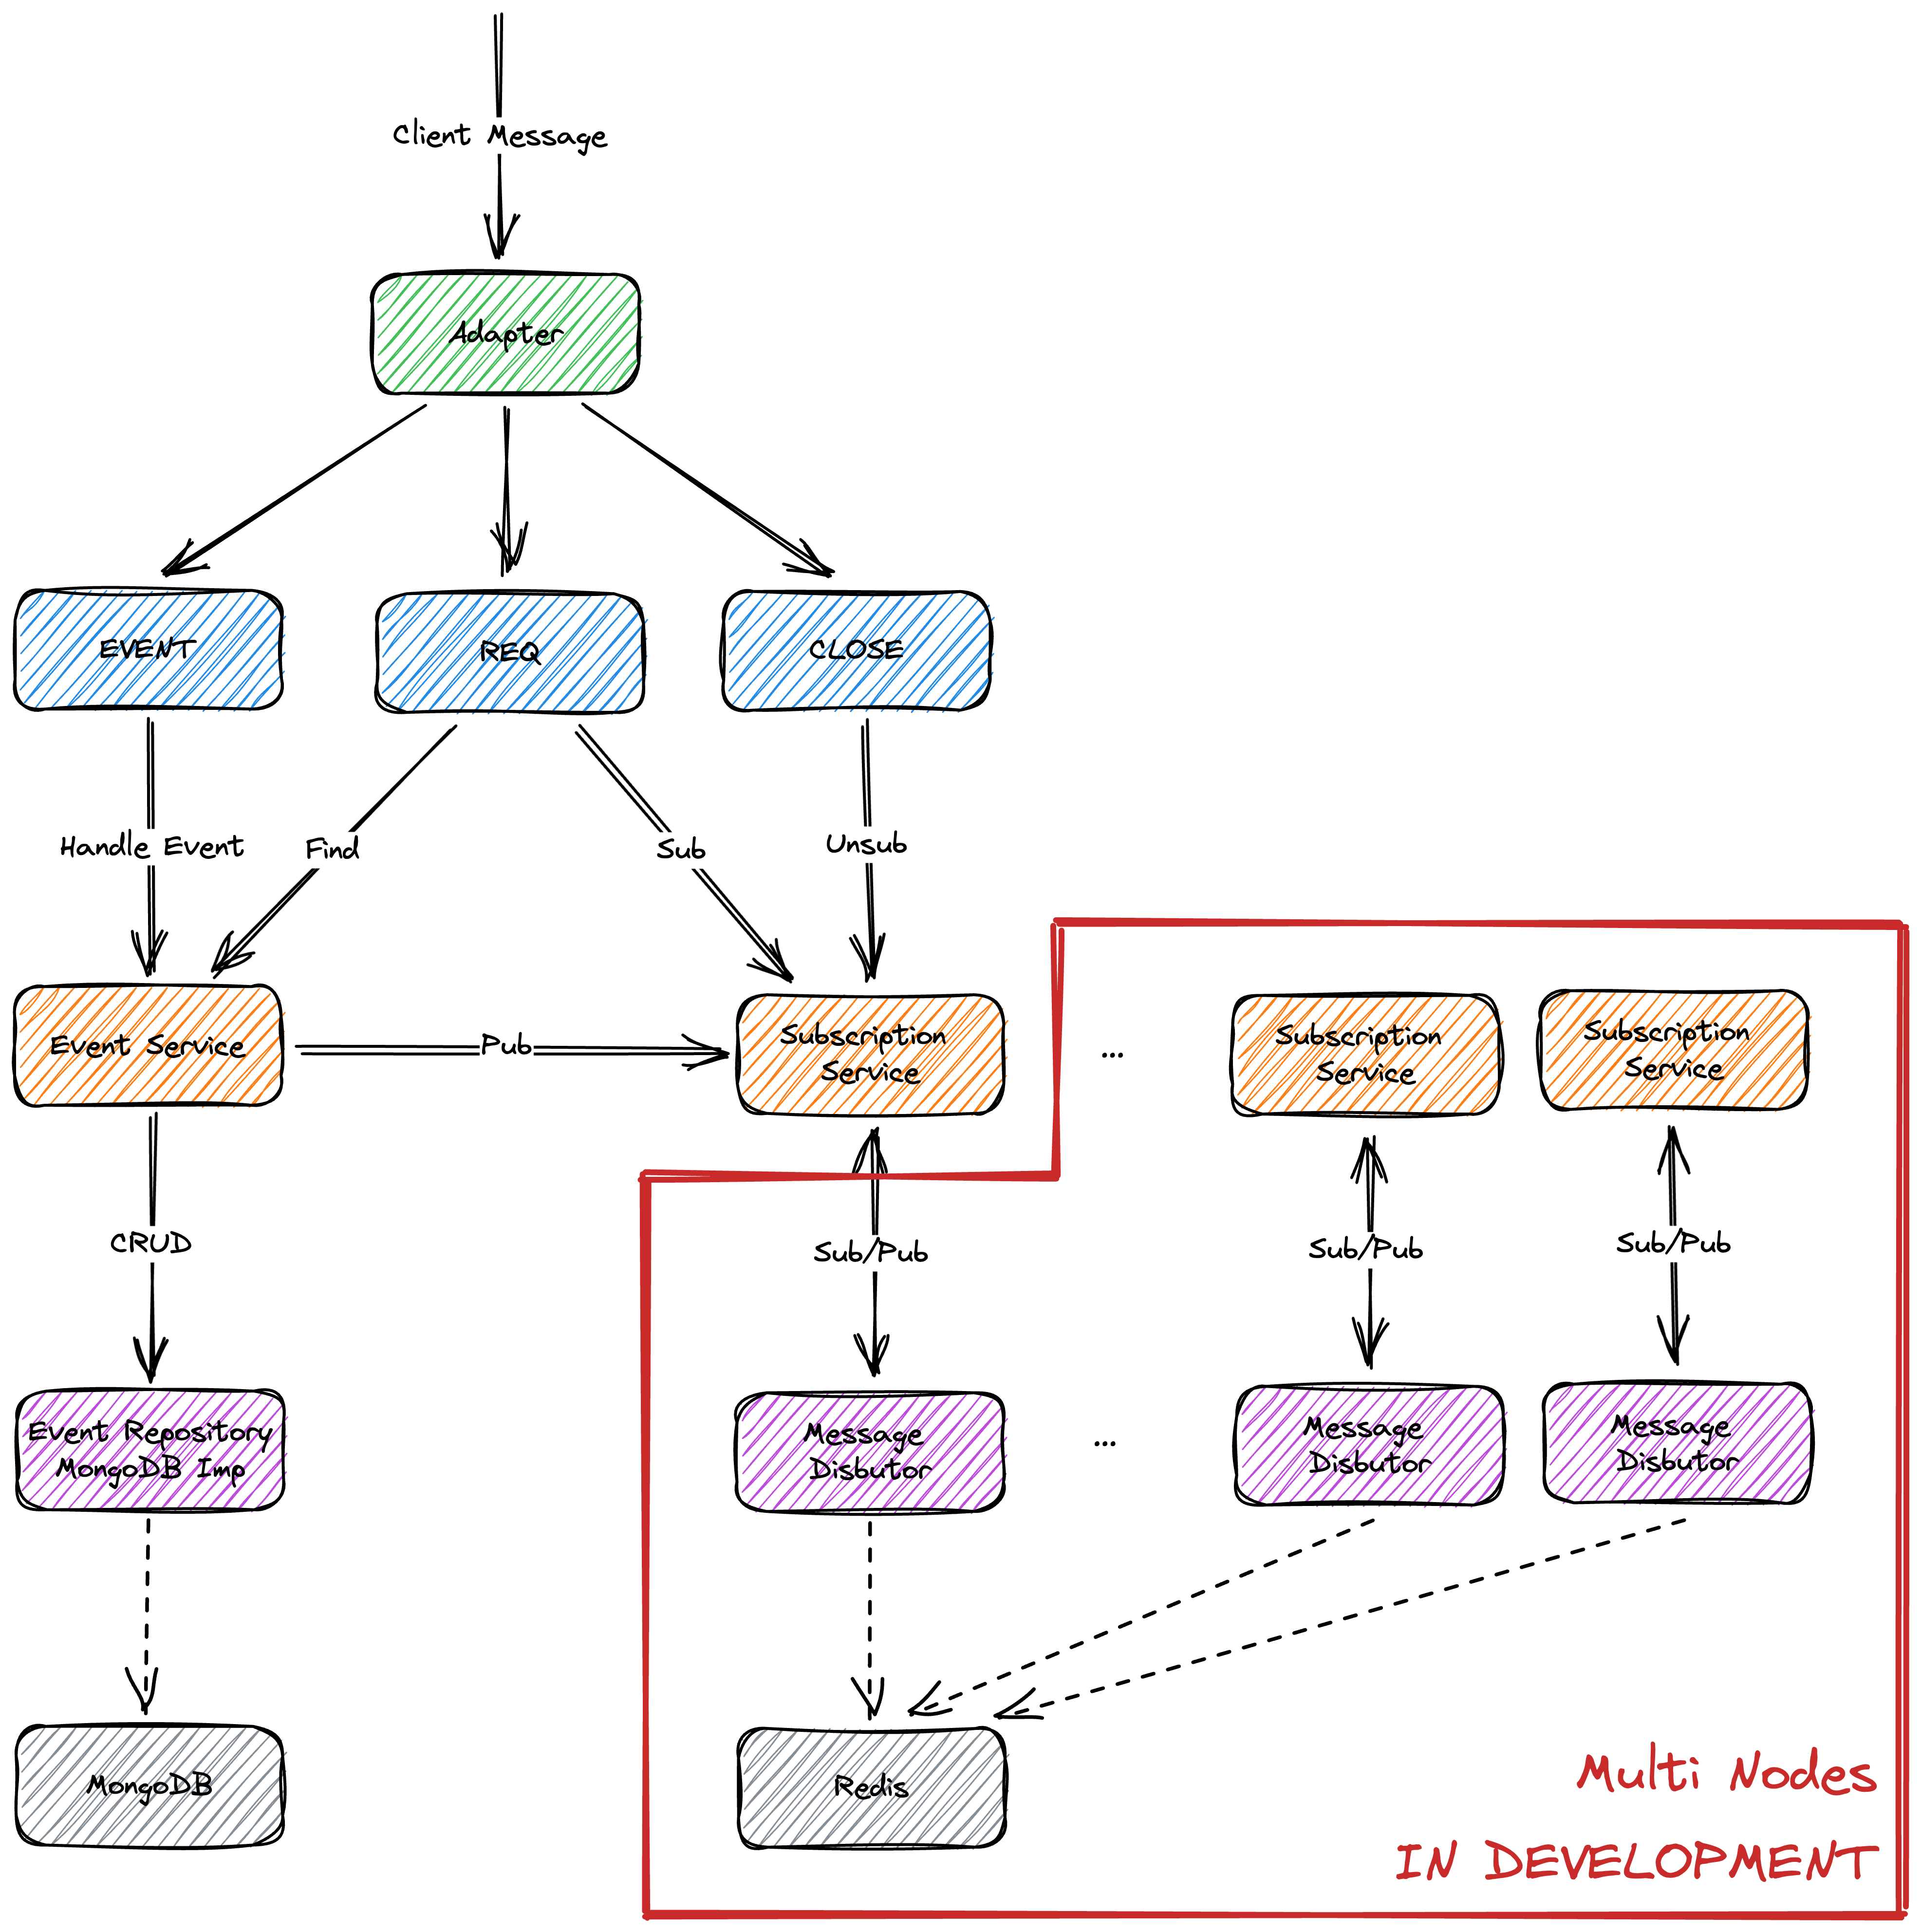 Client Message
Adapter
EVENT
REQ
CLOSE
Handle Event
Find
Sub
Unsub
Event Service
Pub
Subscription
Service
...
Subscription
Service
Subscription
Service
CRUD
Sub/Pub
Sub/Pub
Sub/Pub
Event Repository
MongoDB Imp
Message
Disbutor
...
Message
Disbutor
Message
Disbutor
MongoDB
Redis
Multi Nodes
IN DEVELOPMENT